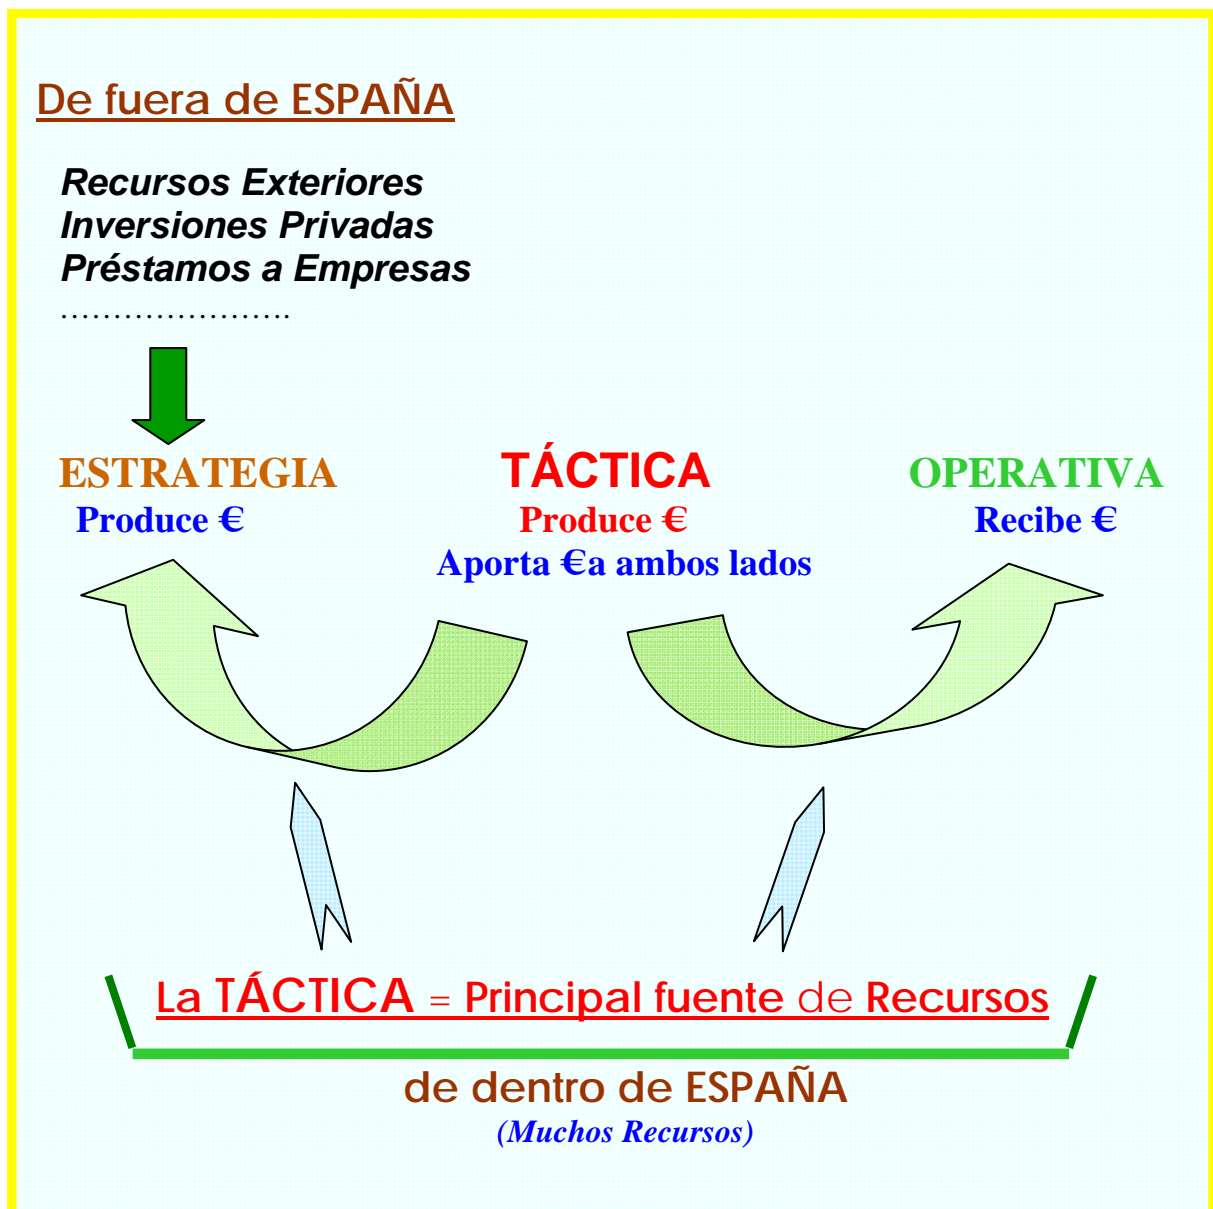 De fuera de ESPAÑA
Recursos Exteriores
Inversiones Privadas
Préstamos a Empresas
......................
ESTRATEGIA
Produce €
TÁCTICA
Produce €
Aporta €a ambos lados
OPERATIVA
Recibe €
La TÁCTICA = Principal fuente de Recursos
de dentro de ESPAÑA
(Muchos Recursos)